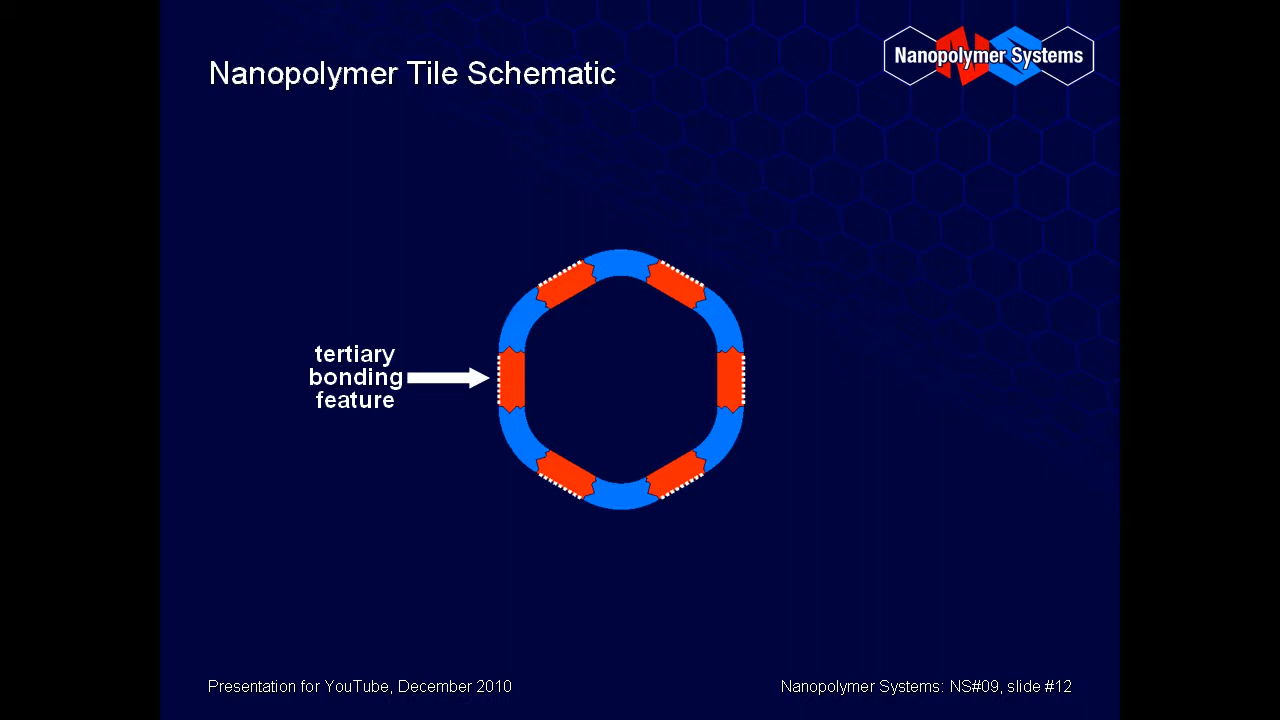 Nanopolymer Systems
Nanopolymer Tile Schematic
tertiary
bonding
feature
Presentation for YouTube, December 2010
Nanopolymer Systems: NS#09, slide #12